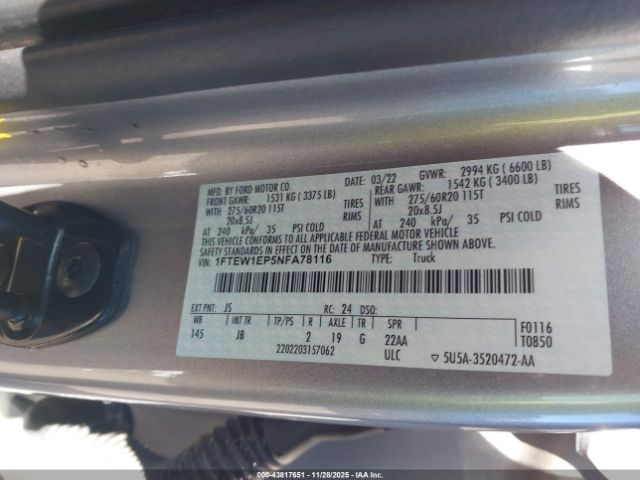 MFD. BY FORD MOTOR CO. DATE: 03/22 GVWR: 2994 KG ( 6600 LB)
FRONT GAWR: 1531 KG ( 3375 LB) REAR GAWR: 1542 KG ( 3400 LB)
WITH 275/60R20 115T TIRES WITH 275/60R20 115T TIRES
20x8.5J RIMS 20x8.5J RIMS
AT 240 kPa/ 35 PSI COLD AT 240 kPa/ 35 PSI COLD
THIS VEHICLE CONFORMS TO ALL APPLICABLE FEDERAL MOTOR VEHICLE
SAFETY STANDARDS IN EFFECT ON THE DATE OF MANUFACTURE SHOWN ABOVE.
VIN: 1FTEW1EP5NFA78116 TYPE: Truck
EXT PNT: JS RC: 24 DSO: F0116
WB INT TR TP/PS R AXLE TR SPR T0850
145 JB 2 19 G 22AA
2202203157062 ULC ▽ 5U5A-3520472-AA
000-43817651 - 11/28/2025 - IAA Inc.